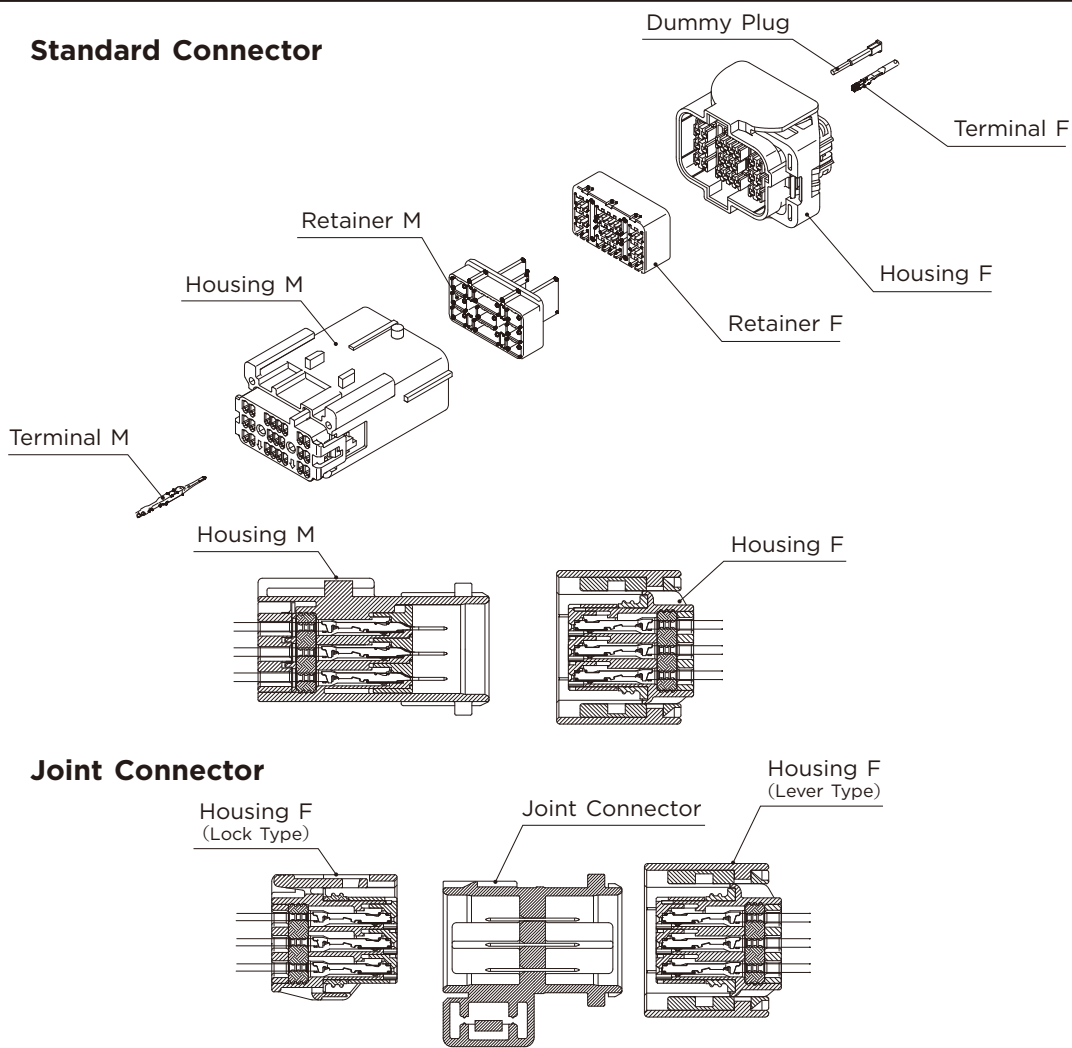 Standard Connector
Dummy Plug
Terminal F
Retainer M
Housing M
Housing F
Retainer F
Terminal M
Housing M
Housing F
Joint Connector
Housing F
(Lock Type)
Joint Connector
Housing F
(Lever Type)